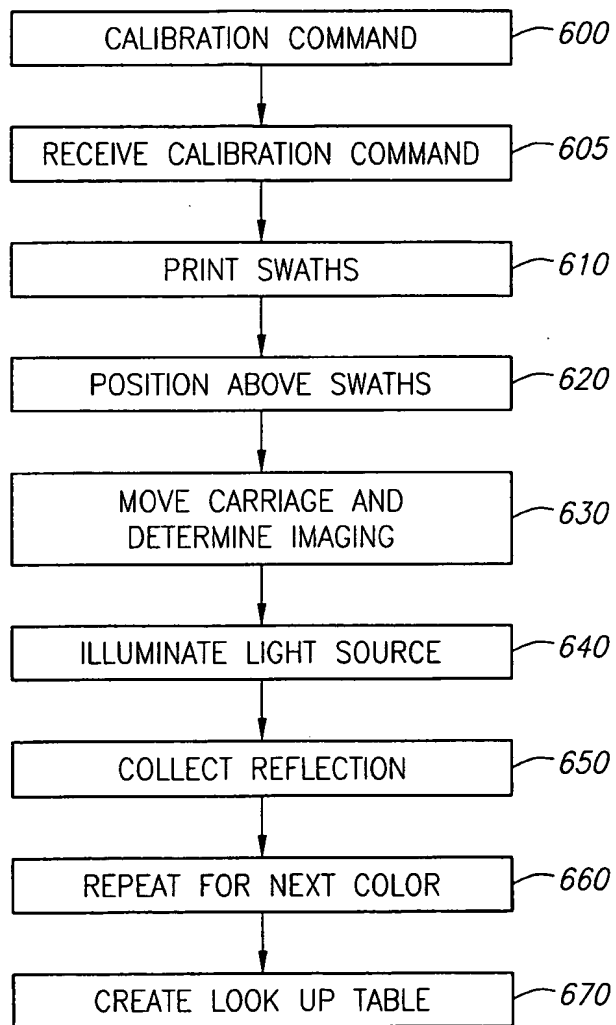 CALIBRATION COMMAND 600
RECEIVE CALIBRATION COMMAND 605
PRINT SWATHS 610
POSITION ABOVE SWATHS 620
MOVE CARRIAGE AND
DETERMINE IMAGING 630
ILLUMINATE LIGHT SOURCE 640
COLLECT REFLECTION 650
REPEAT FOR NEXT COLOR 660
CREATE LOOK UP TABLE 670